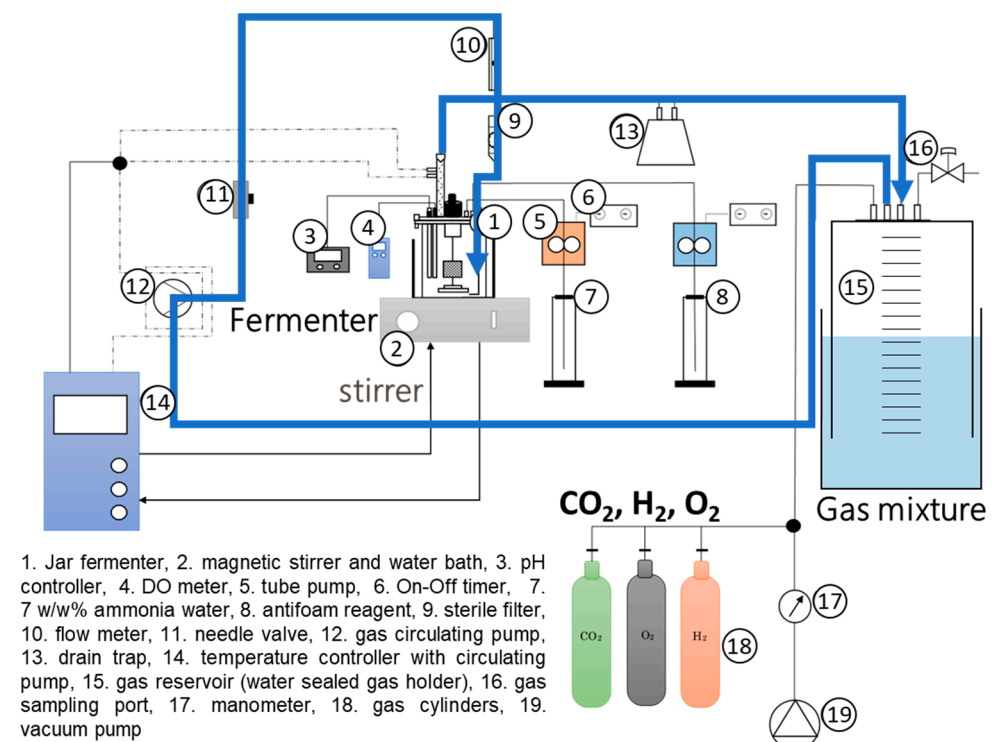 10
9
13
16
11
6
1
5
3
4
15
12
7
8
Fermenter
2
stirrer
14
CO2, H2, O2
Gas mixture
17
CO2
O2
H2
18
19
1. Jar fermenter, 2. magnetic stirrer and water bath, 3. pH
controller, 4. DO meter, 5. tube pump, 6. On-Off timer, 7.
7 w/w% ammonia water, 8. antifoam reagent, 9. sterile filter,
10. flow meter, 11. needle valve, 12. gas circulating pump,
13. drain trap, 14. temperature controller with circulating
pump, 15. gas reservoir (water sealed gas holder), 16. gas
sampling port, 17. manometer, 18. gas cylinders, 19.
vacuum pump